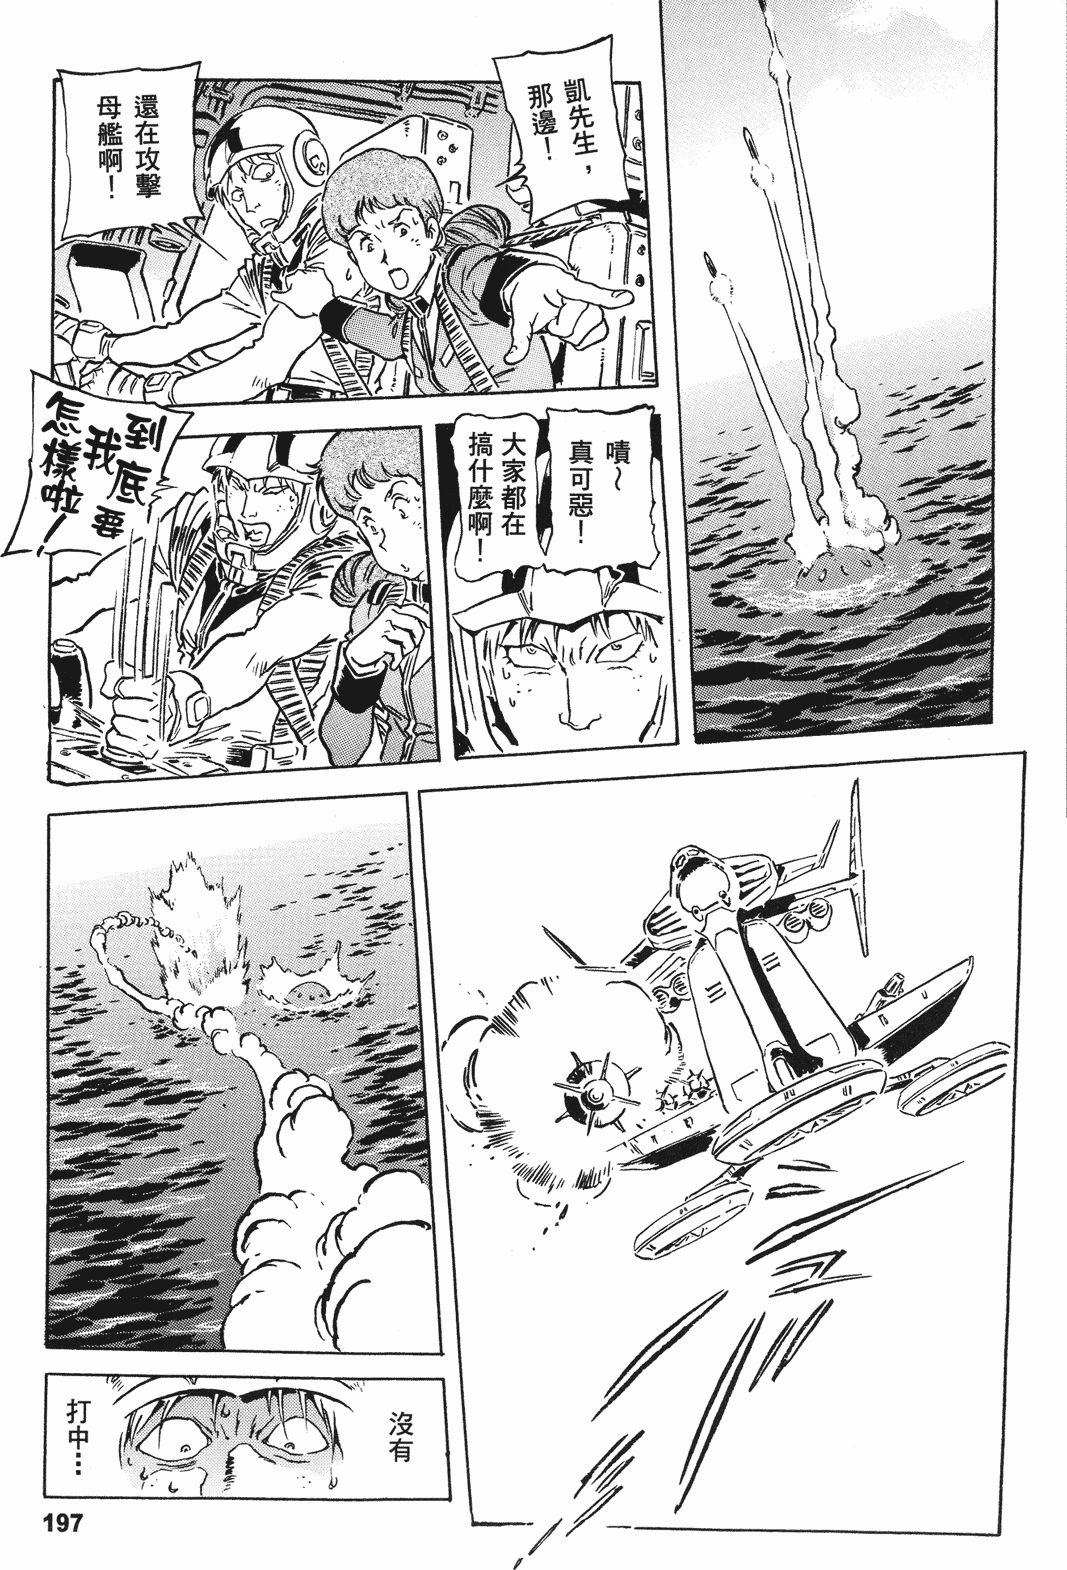 凱先生，
那邊！
還在攻擊
母艦啊！
嘖～
真可惡！
大家都在
搞什麼啊！
到底要
我
怎樣啦！
沒有
打中…
197